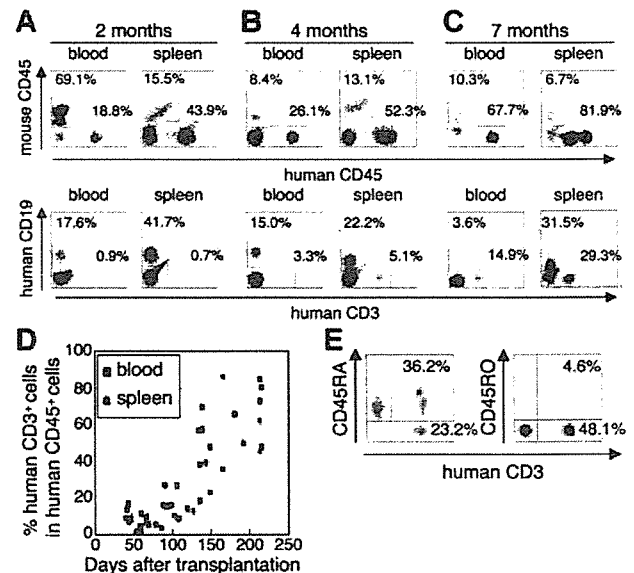 A B C
2 months 4 months 7 months
blood spleen blood spleen blood spleen
mouse CD45
69.1% 15.5% 8.4% 13.1% 10.3% 6.7%
18.8% 43.9% 26.1% 52.3% 67.7% 81.9%
human CD45
blood spleen blood spleen blood spleen
human CD19
17.6% 41.7% 15.0% 22.2% 3.6% 31.5%
0.9% 0.7% 3.3% 5.1% 14.9% 29.3%
human CD3
D
% human CD3+ cells
in human CD45+ cells
100
80
60
40
20
0
blood
spleen
0 50 100 150 200 250
Days after transplantation
E
CD45RA
36.2%
23.2%
CD45RO
4.6%
48.1%
human CD3